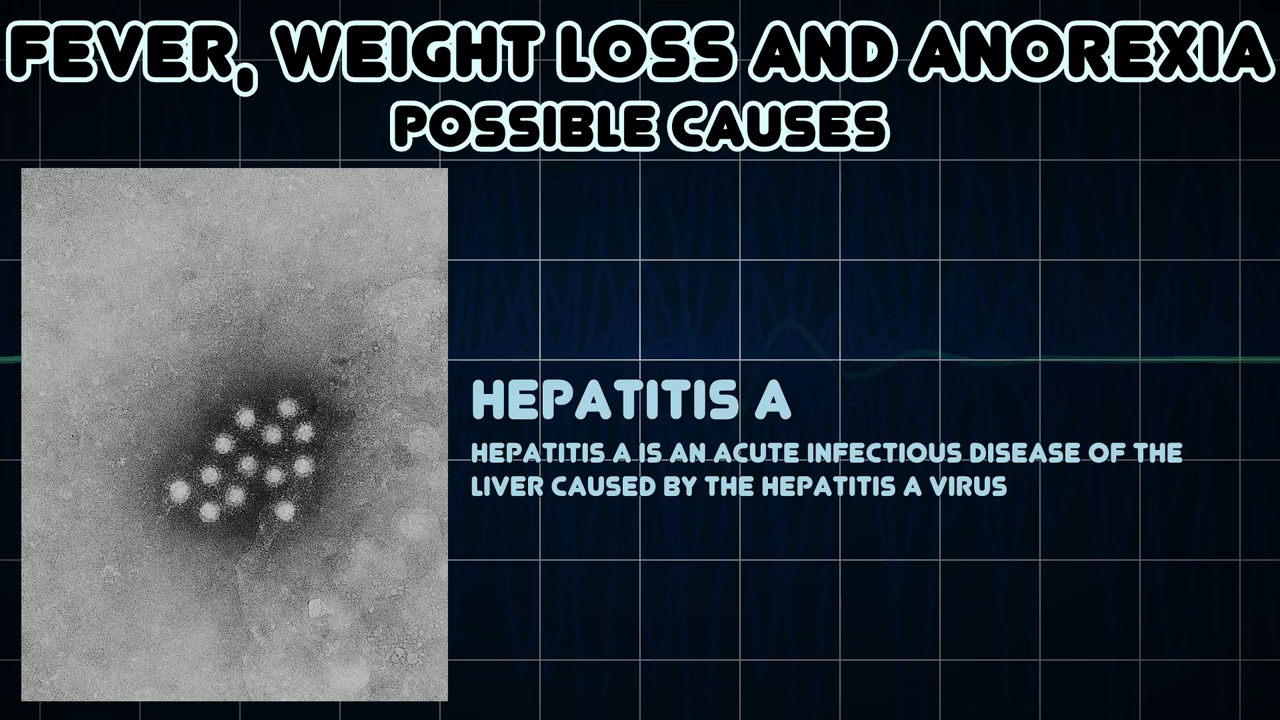 FEVER, WEIGHT LOSS AND ANOREXIA
POSSIBLE CAUSES
HEPATITIS A
HEPATITIS A IS AN ACUTE INFECTIOUS DISEASE OF THE
LIVER CAUSED BY THE HEPATITIS A VIRUS